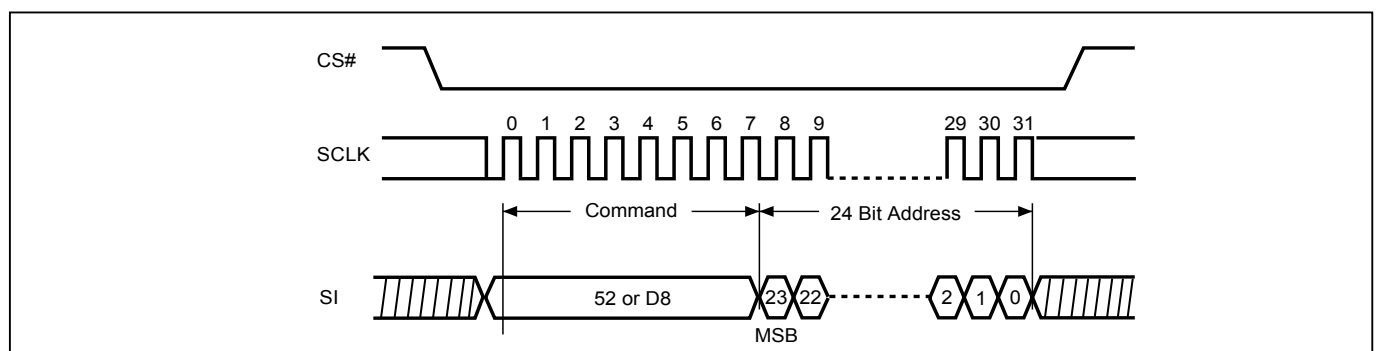 CS#
0 1 2 3 4 5 6 7 8 9 29 30 31
SCLK
Command 24 Bit Address
SI 52 or D8 23 22 2 1 0
MSB